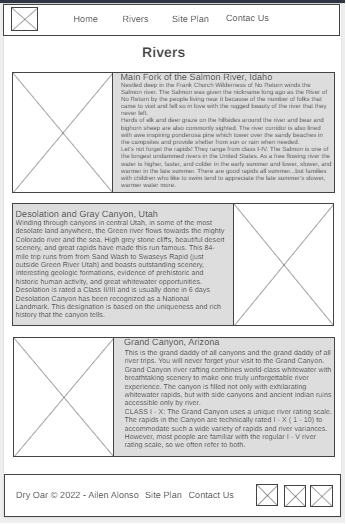 Home Rivers Site Plan Contac Us
Rivers
Main Fork of the Salmon River, Idaho
Nestled deep in the Frank Church Wilderness of No Return winds the
Salmon river. The Salmon was given the nickname long ago as the River of
No Return by the people living near it because of the number of folks that
came to visit and fell so in love with the rugged beauty of the river that they
never left.
Herds of elk and deer graze on the hillsides around the river and bear and
bighorn sheep are also commonly sighted. The river corridor is also lined
with awe inspiring ponderosa pine which tower over the sandy beaches in
the campsites and provide shelter from sun or rain when needed.
Let's not forget the rapids! They range from class I-IV. The Salmon is one of
the longest undammed rivers in the United States. As a free flowing river the
water is higher, faster, and colder in the early summer and lower, slower, and
warmer in the late summer. There are good rapids all summer...but families
with children who like to swim tend to appreciate the late summer's slower,
warmer water more.
Desolation and Gray Canyon, Utah
Winding through canyons in central Utah, in some of the most
desolate land anywhere, the Green river flows towards the mighty
Colorado river and the sea. High grey stone cliffs, beautiful desert
scenery, and great rapids have made this run famous. This 84-
mile trip runs from from Sand Wash to Swaseys Rapid (just
outside Green River Utah) and boasts outstanding scenery,
interesting geologic formations, evidence of prehistoric and
historic human activity, and great whitewater opportunities.
Desolation is rated a Class II/III and is usually done in 6 days
Desolation Canyon has been recognized as a National
Landmark. This designation is based on the uniqueness and rich
history that the canyon tells.
Grand Canyon, Arizona
This is the grand daddy of all canyons and the grand daddy of all
river trips. You will never forget your visit to the Grand Canyon.
Grand Canyon river rafting combines world-class whitewater with
breathtaking scenery to make one truly unforgettable river
experience. The canyon is filled not only with exhilarating
whitewater rapids, but with side canyons and ancient indian ruins
accessible only by river.
CLASS I - X: The Grand Canyon uses a unique river rating scale.
The rapids in the Canyon are technically rated I - X ( 1 - 10) to
accommodate such a wide variety of rapids and river variances.
However, most people are familiar with the regular I - V river
rating scale, so we often refer to both.
Dry Oar © 2022 - Ailen Alonso Site Plan Contact Us